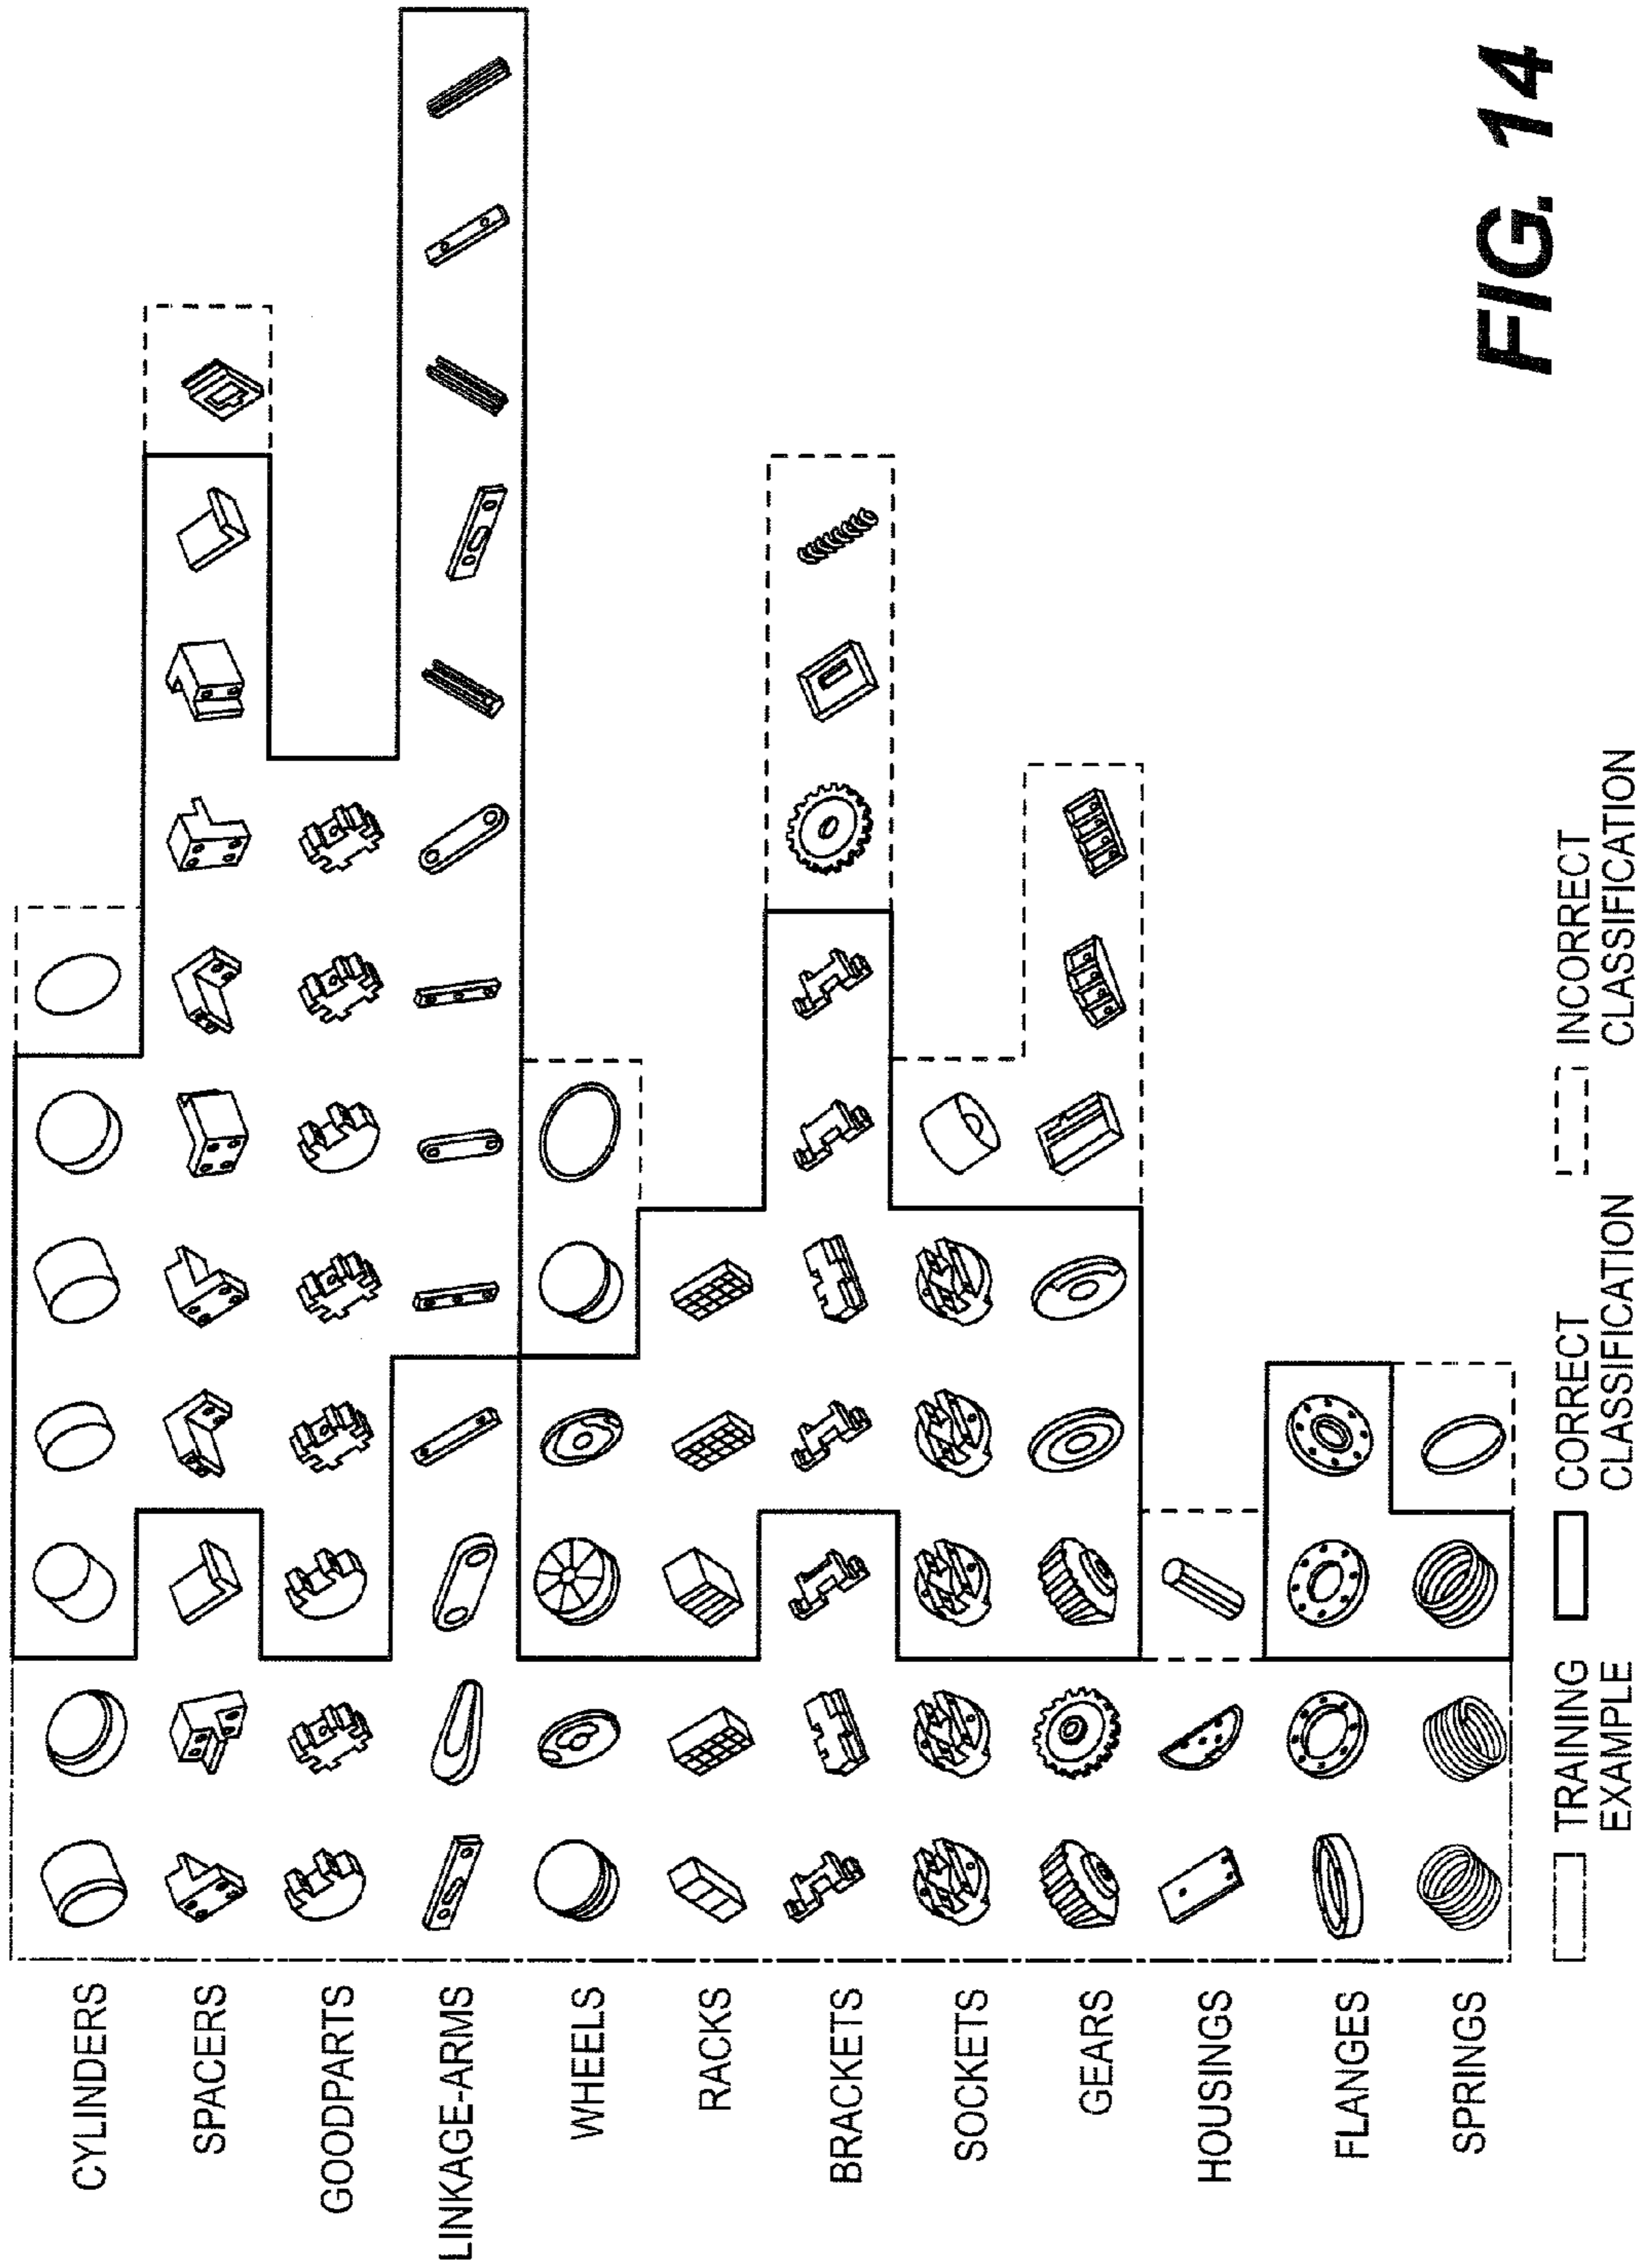 CYLINDERS
SPACERS
GOODPARTS
LINKAGE-ARMS
WHEELS
RACKS
BRACKETS
SOCKETS
GEARS
HOUSINGS
FLANGES
SPRINGS
TRAINING
EXAMPLE
CORRECT
CLASSIFICATION
INCORRECT
CLASSIFICATION
FIG. 14